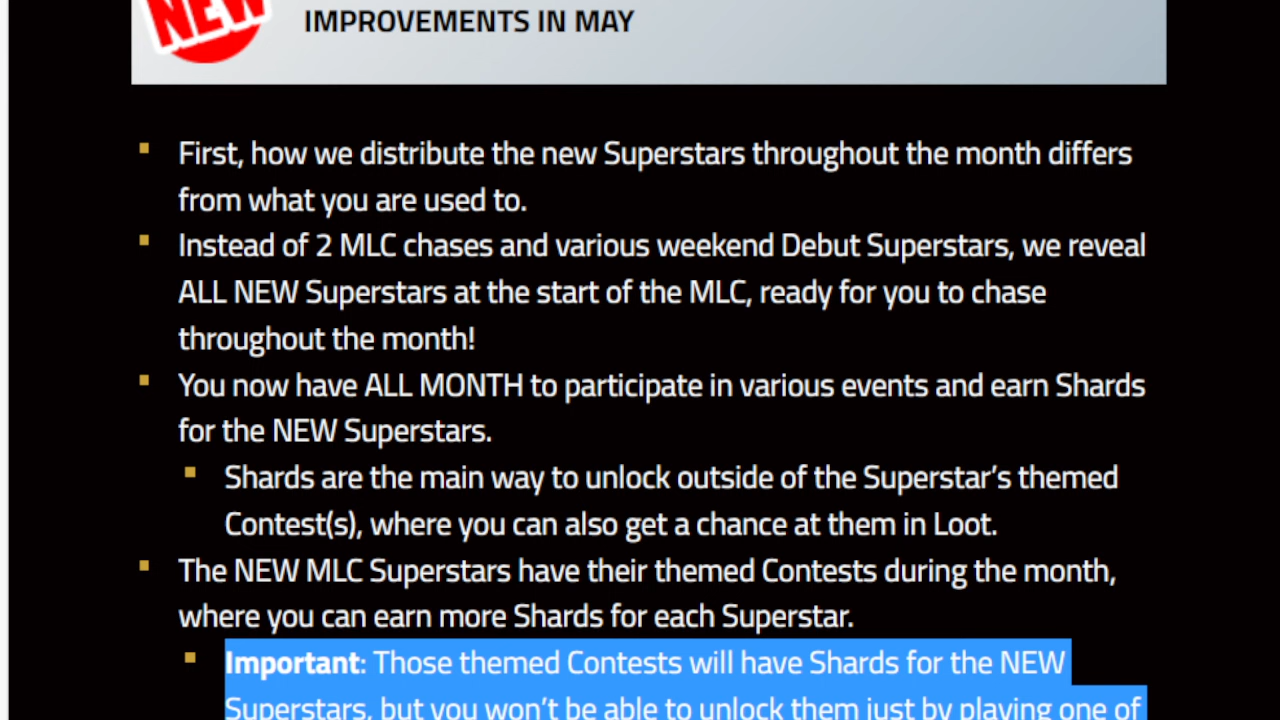 NEW
IMPROVEMENTS IN MAY
First, how we distribute the new Superstars throughout the month differs
from what you are used to.
Instead of 2 MLC chases and various weekend Debut Superstars, we reveal
ALL NEW Superstars at the start of the MLC, ready for you to chase
throughout the month!
You now have ALL MONTH to participate in various events and earn Shards
for the NEW Superstars.
Shards are the main way to unlock outside of the Superstar’s themed
Contest(s), where you can also get a chance at them in Loot.
The NEW MLC Superstars have their themed Contests during the month,
where you can earn more Shards for each Superstar.
Important: Those themed Contests will have Shards for the NEW
Superstars, but you won’t be able to unlock them just by playing one of